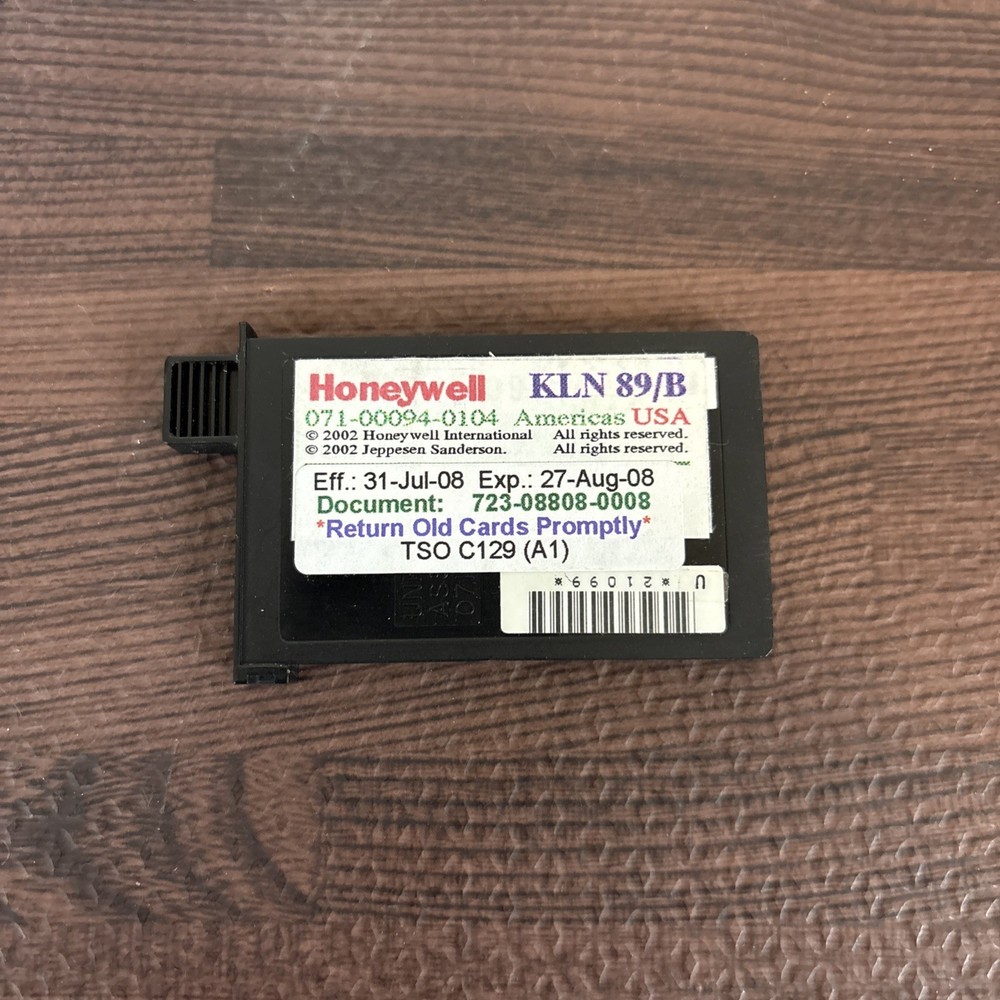 Honeywell KLN 89/B
071-00094-0104 Americas USA
© 2002 Honeywell International All rights reserved.
© 2002 Jeppesen Sanderson. All rights reserved.
Eff.: 31-Jul-08 Exp.: 27-Aug-08
Document: 723-08808-0008
*Return Old Cards Promptly*
TSO C129 (A1)
U *21099*